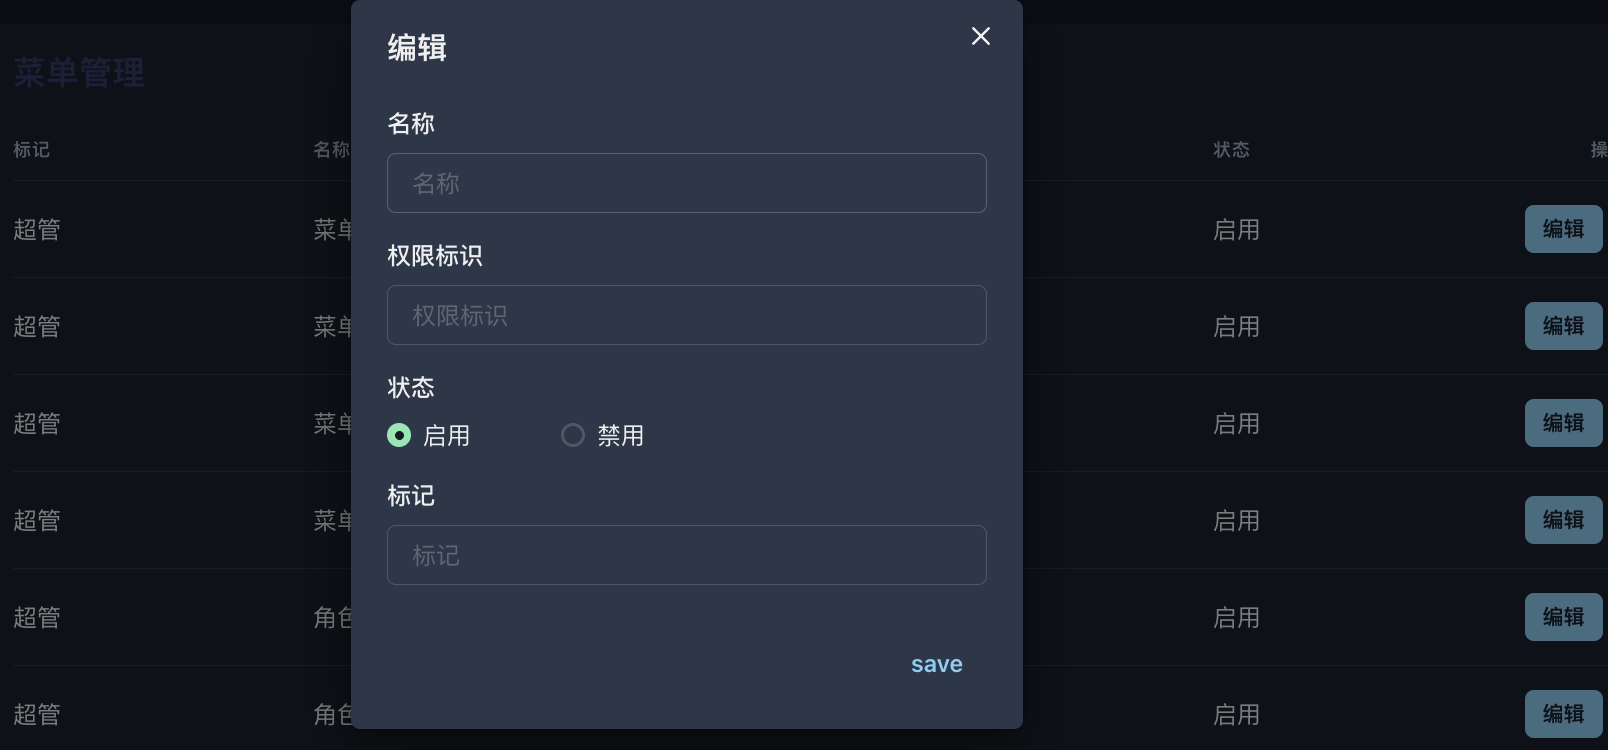 编辑
菜单管理
名称
标记 名称 状态 操
名称
超管 菜单 启用 编辑
权限标识
权限标识
超管 菜单 启用 编辑
状态
启用 禁用
超管 菜单 启用 编辑
标记
超管 菜单 启用 编辑
标记
超管 角色 启用 编辑
save
超管 角色 启用 编辑